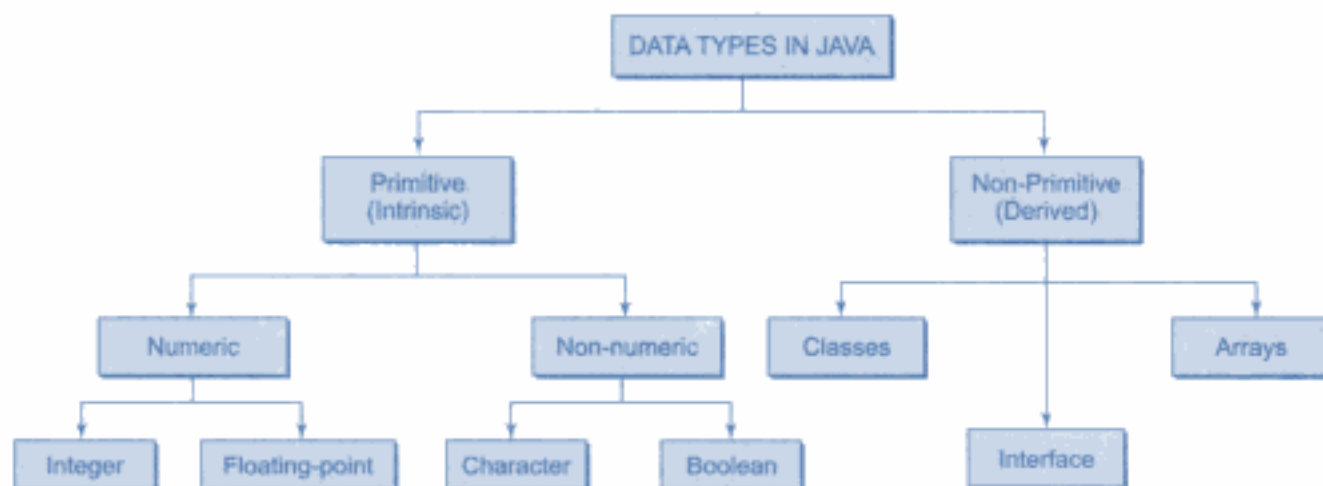 DATA TYPES IN JAVA
Primitive
(Intrinsic)
Non-Primitive
(Derived)
Numeric
Non-numeric
Classes
Arrays
Integer
Floating-point
Character
Boolean
Interface